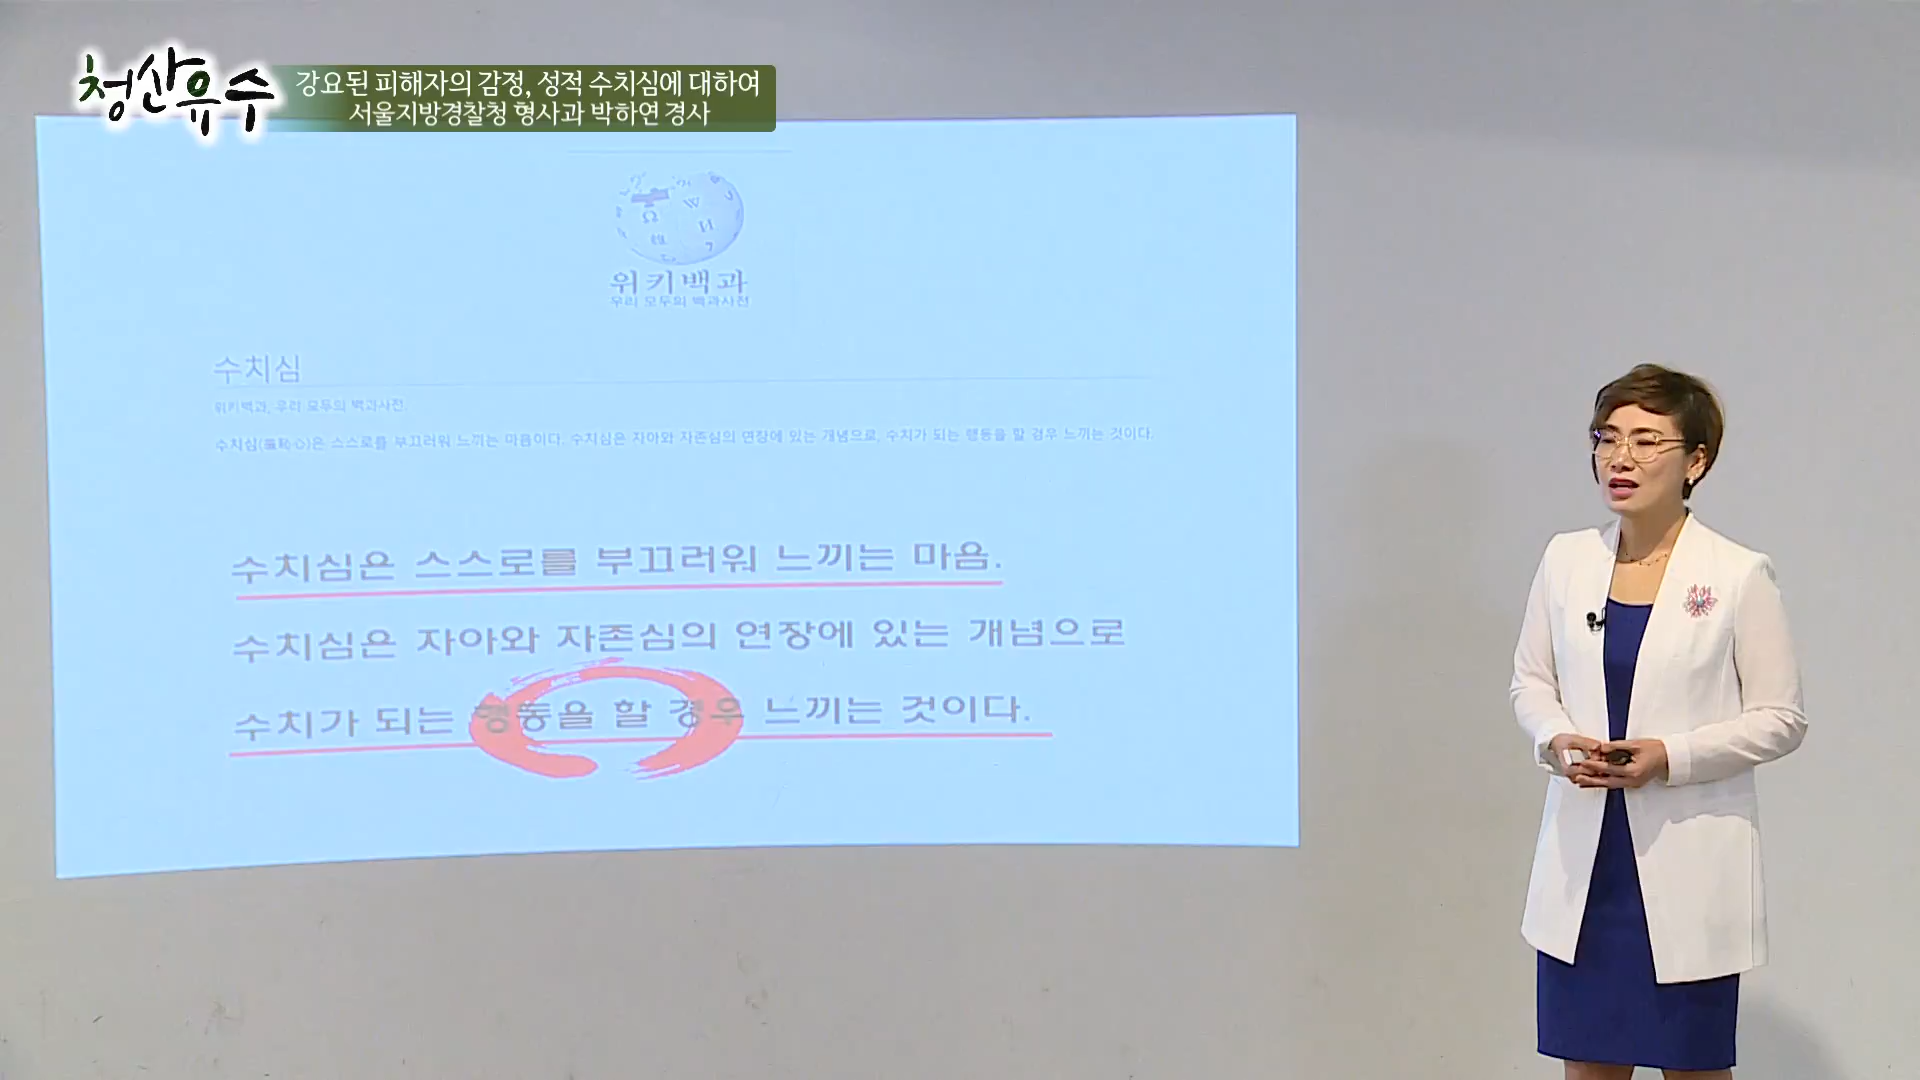 청산유수
강요된 피해자의 감정, 성적 수치심에 대하여
서울지방경찰청 형사과 박하연 경사
위키백과
우리 모두의 백과사전
수치심
위키백과, 우리 모두의 백과사전.
수치심(羞恥心)은 스스로를 부끄러워 느끼는 마음이다. 수치심은 자아와 자존심의 연장에 있는 개념으로, 수치가 되는 행동을 할 경우 느끼는 것이다.
수치심은 스스로를 부끄러워 느끼는 마음.
수치심은 자아와 자존심의 연장에 있는 개념으로
수치가 되는 행동을 할 경우 느끼는 것이다.